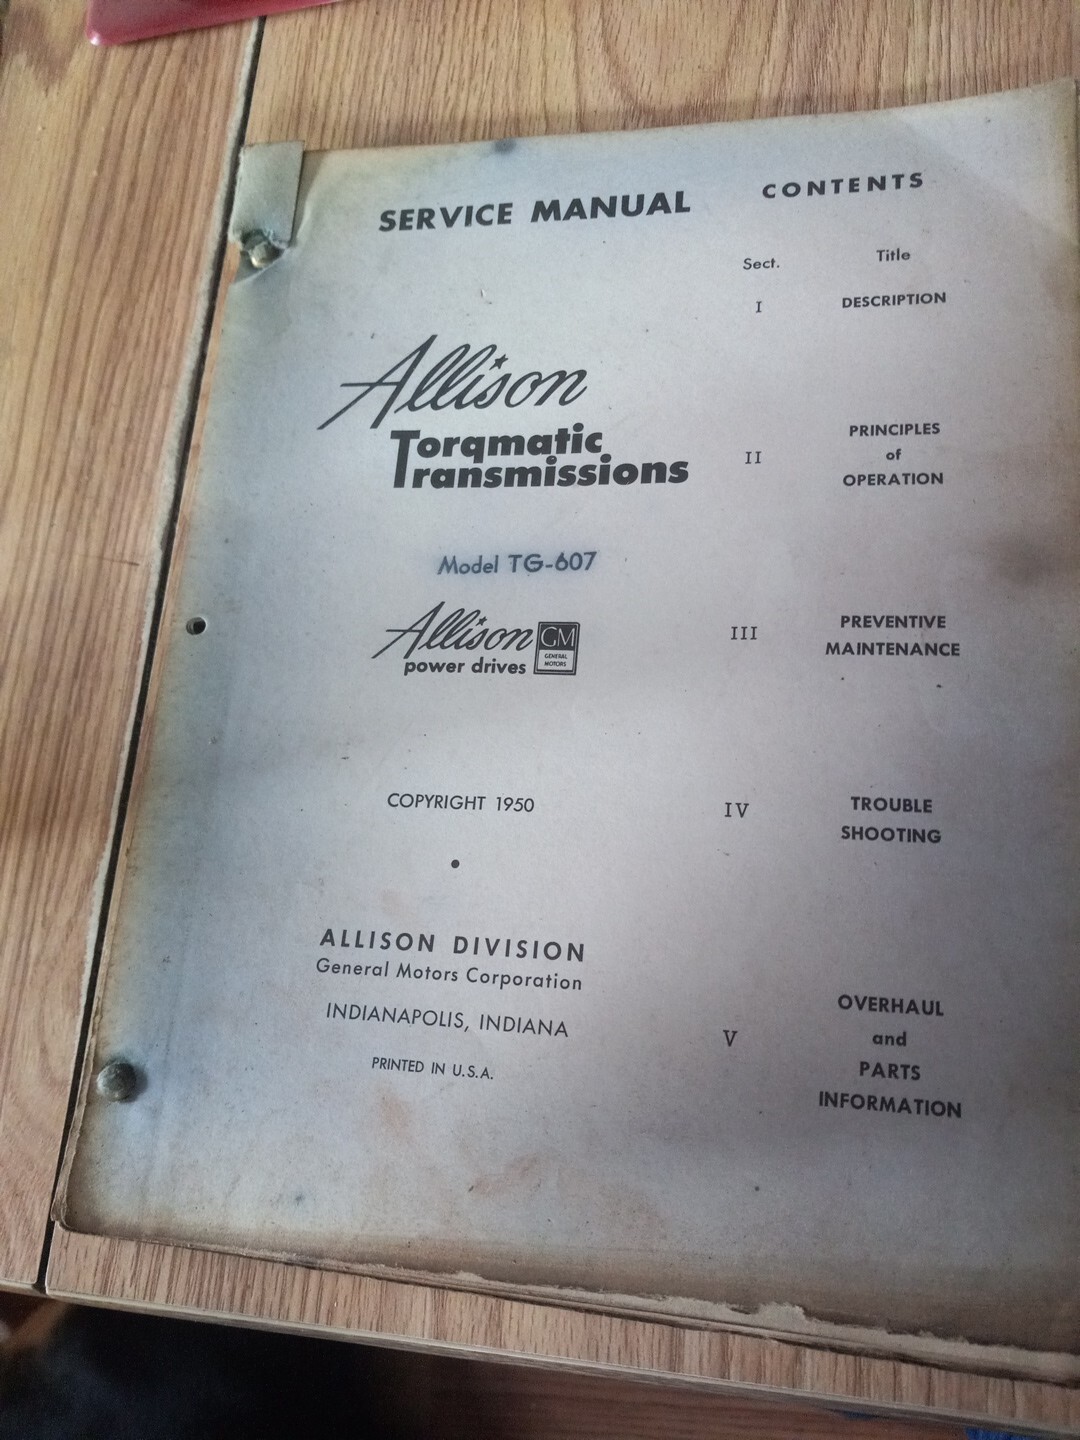 SERVICE MANUAL
Allison
Torqmatic
Transmissions
Model TG-607
Allison
power drives
GM
GENERAL
MOTORS
COPYRIGHT 1950
ALLISON DIVISION
General Motors Corporation
INDIANAPOLIS, INDIANA
PRINTED IN U.S.A.
CONTENTS
Sect. Title
I DESCRIPTION
PRINCIPLES
II of
OPERATION
III PREVENTIVE
MAINTENANCE
IV TROUBLE
SHOOTING
OVERHAUL
V and
PARTS
INFORMATION